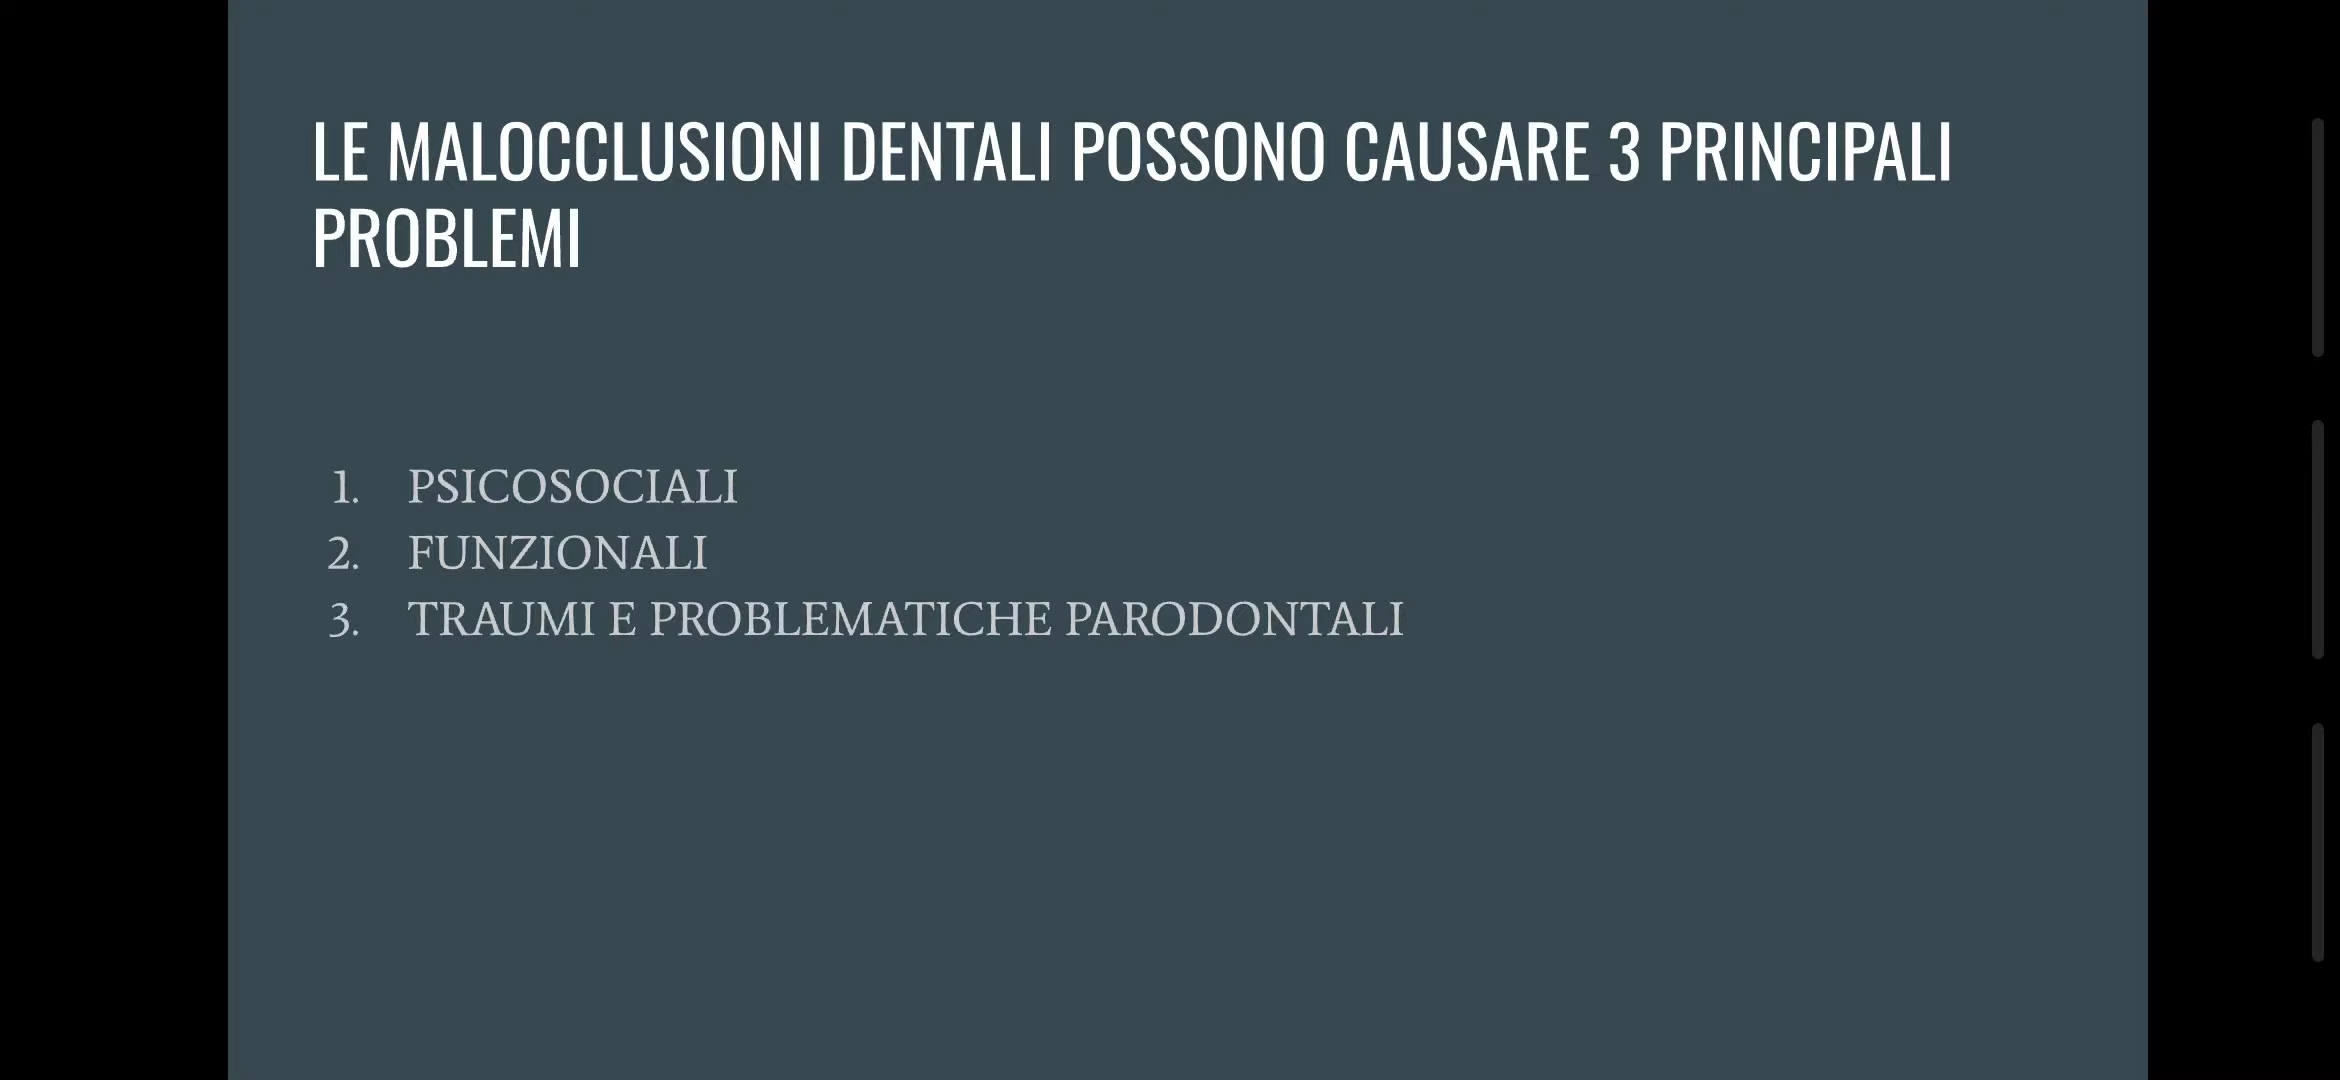 LE MALOCCLUSIONI DENTALI POSSONO CAUSARE 3 PRINCIPALI
PROBLEMI
1. PSICOSOCIALI
2. FUNZIONALI
3. TRAUMI E PROBLEMATICHE PARODONTALI